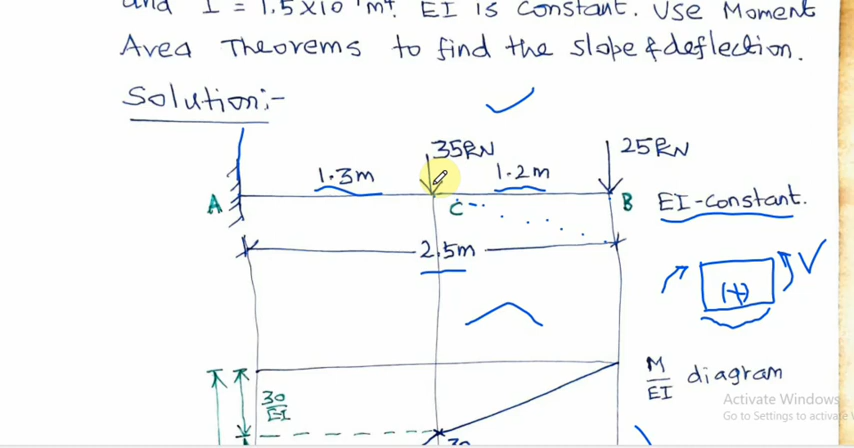 and I = 1.5×10 m⁴. EI is constant. Use Moment
Area Theorems to find the slope & deflection.
Solution:-
35kN
25kN
1.3m
1.2m
A
C
B
EI-constant.
2.5m
(+)
M/EI diagram
30/EI
30
Activate Windows
Go to Settings to activate W